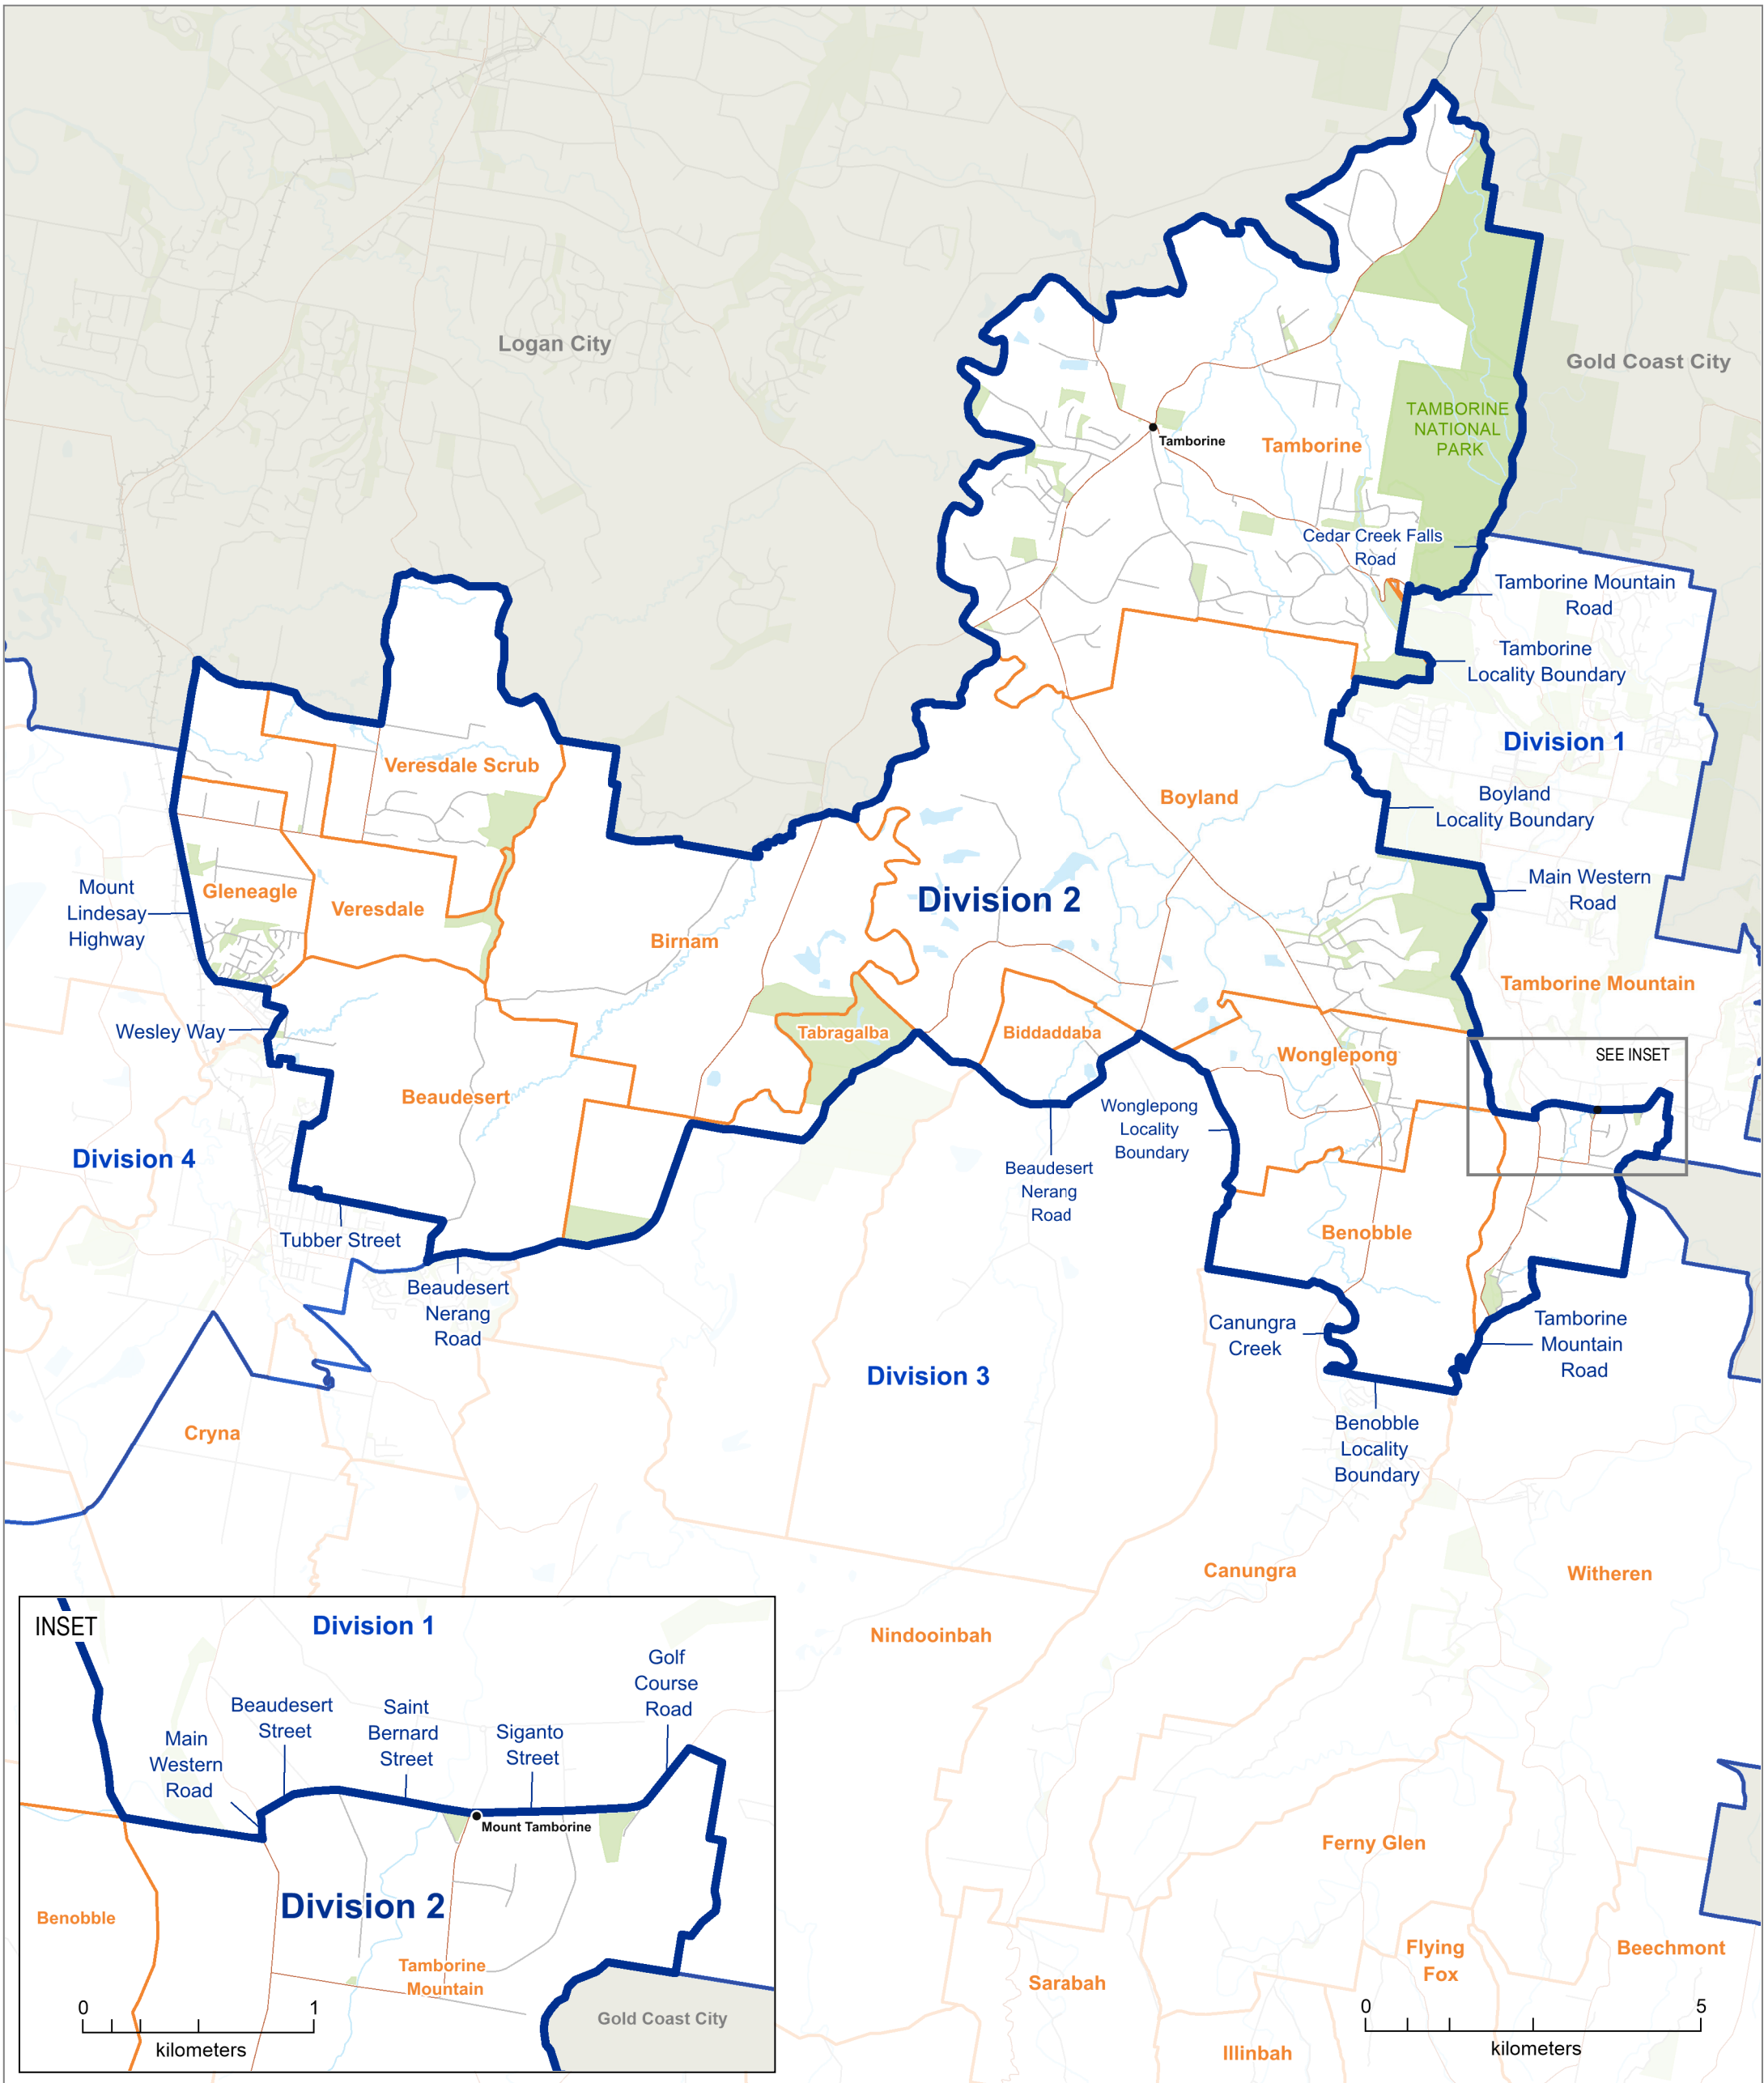 Logan City
Gold Coast City
TAMBORINE
NATIONAL
PARK
Tamborine
Tamborine
Cedar Creek Falls
Road
Tamborine Mountain
Road
Tamborine
Locality Boundary
Division 1
Veresdale Scrub
Boyland
Boyland
Locality Boundary
Mount
Lindesay
Highway
Gleneagle
Veresdale
Division 2
Main Western
Road
Birnam
Tamborine Mountain
Wesley Way
Tabragalba
Biddaddaba
Wonglepong
SEE INSET
Beaudesert
Wonglepong
Locality
Boundary
Division 4
Beaudesert
Nerang
Road
Tubber Street
Benobble
Beaudesert
Nerang
Road
Canungra
Creek
Tamborine
Mountain
Road
Division 3
Benobble
Locality
Boundary
Cryna
Canungra
Witheren
Nindooinbah
Ferny Glen
Flying
Fox
Beechmont
Sarabah
Illinbah
0 5
kilometers
INSET
Division 1
Golf
Course
Road
Beaudesert
Street
Saint
Bernard
Street
Siganto
Street
Main
Western
Road
Mount Tamborine
Division 2
Benobble
Tamborine
Mountain
Gold Coast City
0 1
kilometers